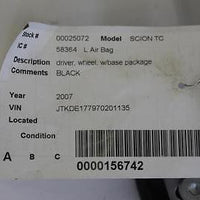 Stock # 00025072 Model SCION TC
IC # 58364 L Air Bag
Description driver, wheel, w/base package
Comments BLACK
Year 2007
VIN JTKDE177970201135
Located
Condition
A B C 0000156742